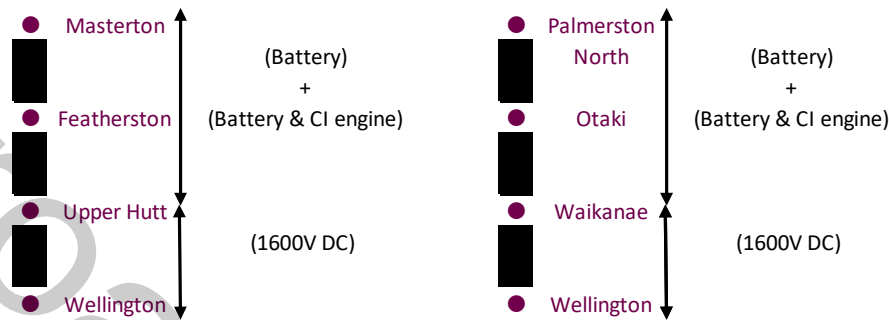 Masterton
(Battery)
+
Featherston
(Battery & CI engine)
Upper Hutt
(1600V DC)
Wellington
Palmerston
North
(Battery)
+
Otaki
(Battery & CI engine)
Waikanae
(1600V DC)
Wellington